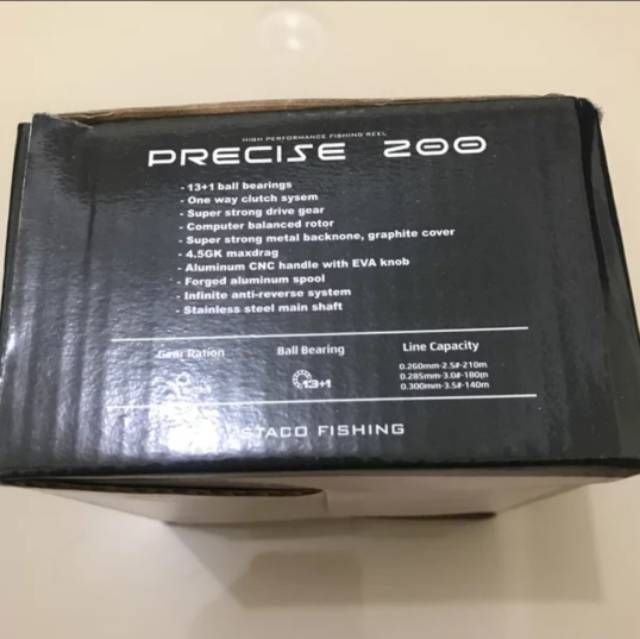 HIGH PERFORMANCE FISHING REEL
PRECISE 200
- 13+1 ball bearings
- One way clutch sysem
- Super strong drive gear
- Computer balanced rotor
- Super strong metal backnone, graphite cover
- 4.5GK maxdrag
- Aluminum CNC handle with EVA knob
- Forged aluminum spool
- Infinite anti-reverse system
- Stainless steel main shaft
Gear Ration
Ball Bearing
13+1
Line Capacity
0.260mm-2.5#-210m
0.285mm-3.0#-180m
0.300mm-3.5#-140m
FISHING